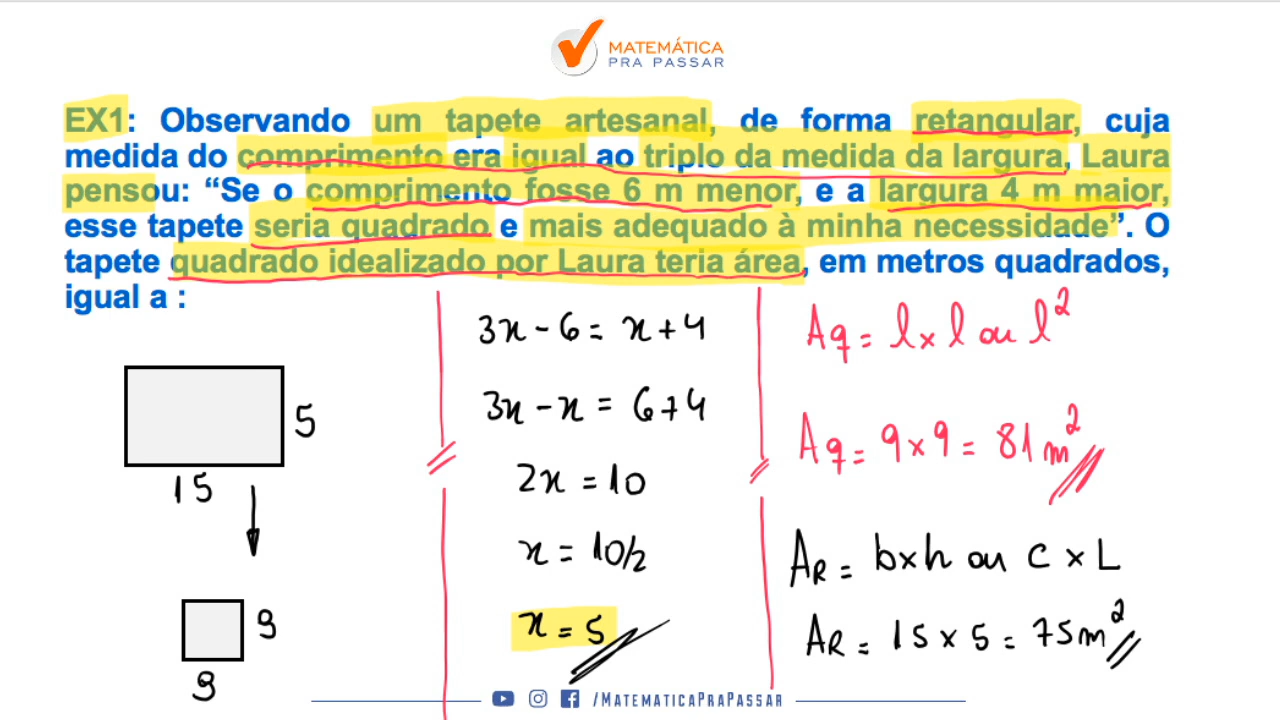 MATEMÁTICA
PRA PASSAR
EX1: Observando um tapete artesanal, de forma retangular, cuja
medida do comprimento era igual ao triplo da medida da largura, Laura
pensou: “Se o comprimento fosse 6 m menor, e a largura 4 m maior,
esse tapete seria quadrado e mais adequado à minha necessidade”. O
tapete quadrado idealizado por Laura teria área, em metros quadrados,
igual a :
5
15
9
9
3x - 6 = x + 4
3x - x = 6 + 4
2x = 10
x = 10/2
x = 5
Aq = l x l ou l²
Aq = 9 x 9 = 81 m²
AR = b x h ou C x L
AR = 15 x 5 = 75 m²
/MATEMATICAPRAPASSAR